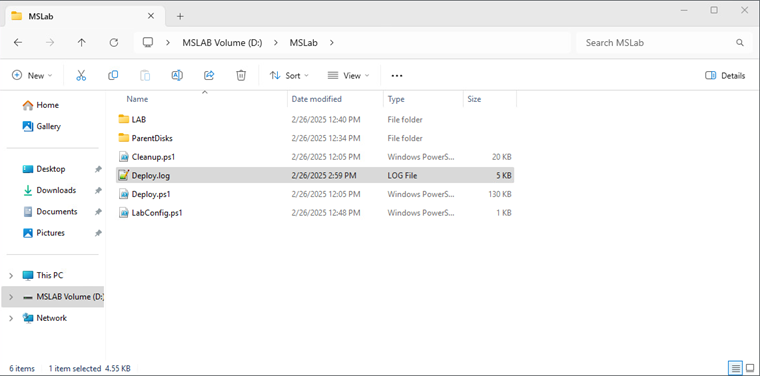 MSLab
MSLAB Volume (D:) MSLab Search MSLab
New Sort View Details
Name Date modified Type Size
Home
Gallery
Desktop
Downloads
Documents
Pictures
This PC
MSLAB Volume (D:)
Network
LAB 2/26/2025 12:40 PM File folder
ParentDisks 2/26/2025 12:34 PM File folder
Cleanup.ps1 2/26/2025 12:05 PM Windows PowerS... 20 KB
Deploy.log 2/26/2025 2:59 PM LOG File 5 KB
Deploy.ps1 2/26/2025 12:05 PM Windows PowerS... 130 KB
LabConfig.ps1 2/26/2025 12:48 PM Windows PowerS... 1 KB
6 items 1 item selected 4.55 KB